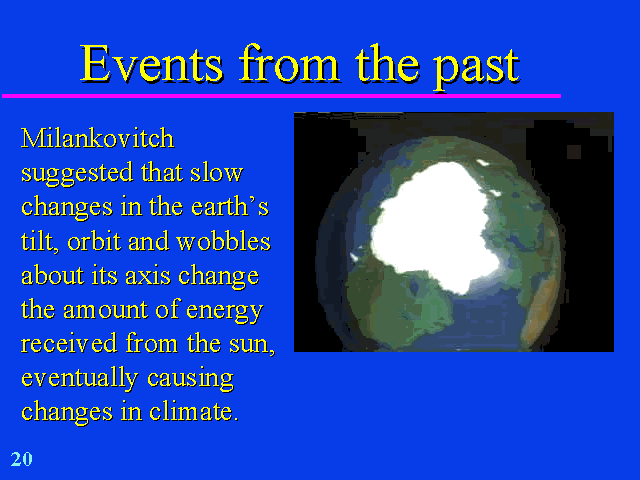 Events from the past
Milankovitch
suggested that slow
changes in the earth’s
tilt, orbit and wobbles
about its axis change
the amount of energy
received from the sun,
eventually causing
changes in climate.
20